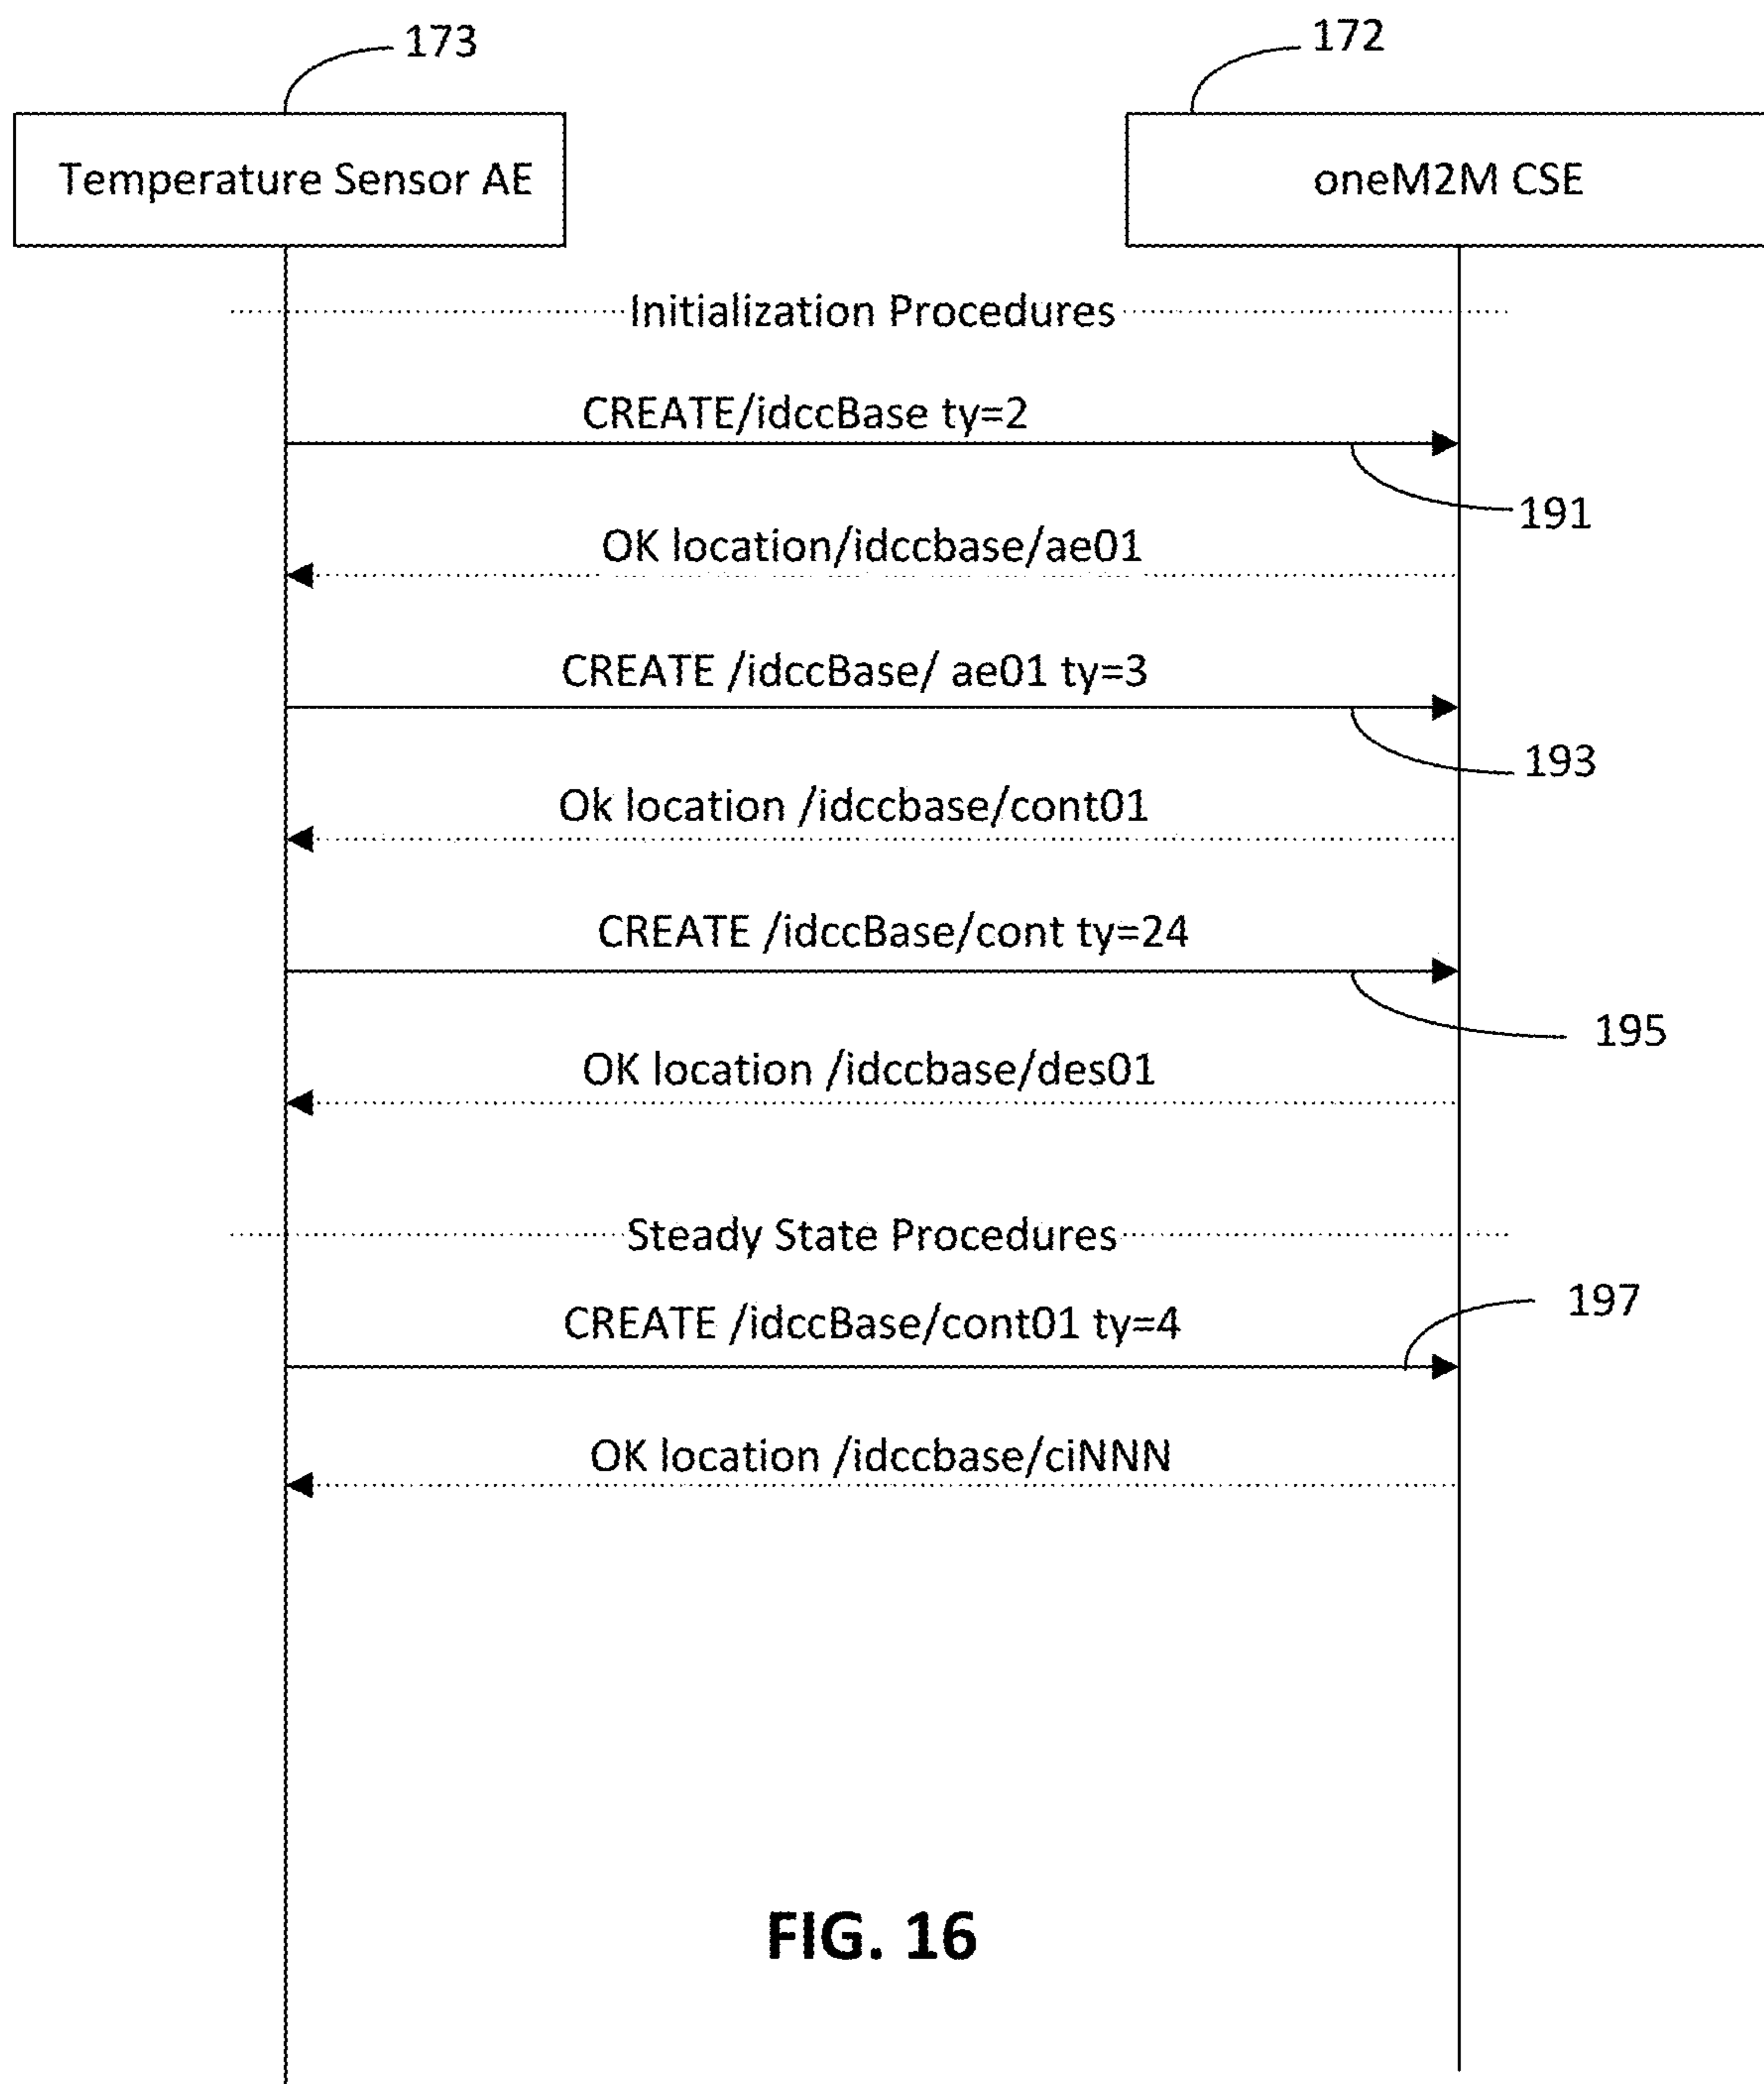 173
172
Temperature Sensor AE
oneM2M CSE
Initialization Procedures
CREATE/idccBase ty=2
191
OK location/idccbase/ae01
CREATE /idccBase/ ae01 ty=3
193
Ok location /idccbase/cont01
CREATE /idccBase/cont ty=24
195
OK location /idccbase/des01
Steady State Procedures
197
CREATE /idccBase/cont01 ty=4
OK location /idccbase/ciNNN
FIG. 16